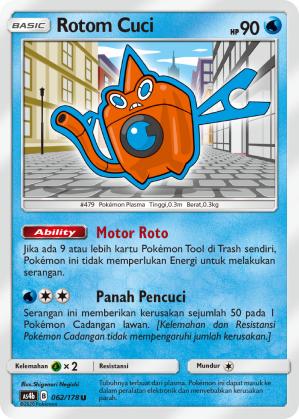 BASIC Rotom Cuci HP 90
#479 Pokémon Plasma Tinggi,0.3m Berat,0.3kg
Ability Motor Roto
Jika ada 9 atau lebih kartu Pokémon Tool di Trash sendiri,
Pokémon ini tidak memperlukan Energi untuk melakukan
serangan.
Panah Pencuci
Serangan ini memberikan kerusakan sejumlah 50 pada 1
Pokémon Cadangan lawan. [Kelemahan dan Resistansi
Pokémon Cadangan tidak mempengaruhi jumlah kerusakan.]
Kelemahan ×2 Resistansi Mundur
Illus. Shigenori Negishi
AS4b B 062/178 U
Tubuhnya terbuat dari plasma. Pokémon ini dapat masuk ke
dalam peralatan elektronik dan menyebabkan kerusakan